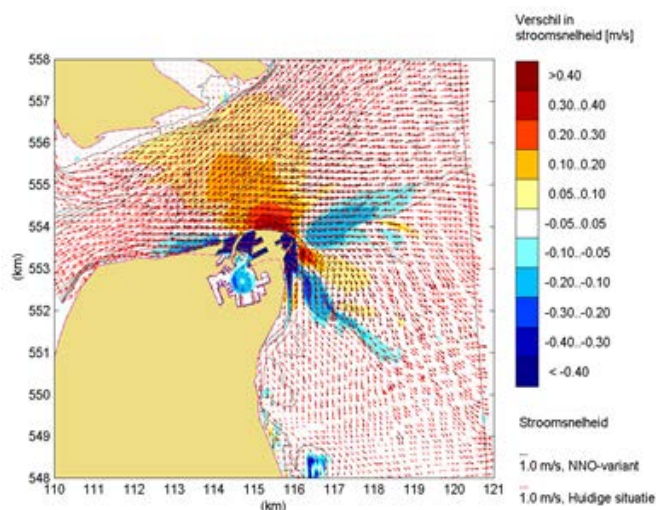 Verschil in
stroomsnelheid [m/s]
558
557
556
555
554
553
552
551
550
549
548
(km)
110 111 112 113 114 115 116 117 118 119 120 121
(km)
>0.40
0.30..0.40
0.20..0.30
0.10..0.20
0.05..0.10
-0.05..0.05
-0.10..-0.05
-0.20..-0.10
-0.30..-0.20
-0.40..-0.30
< -0.40
Stroomsnelheid
1.0 m/s, NNO-variant
1.0 m/s, Huidige situatie